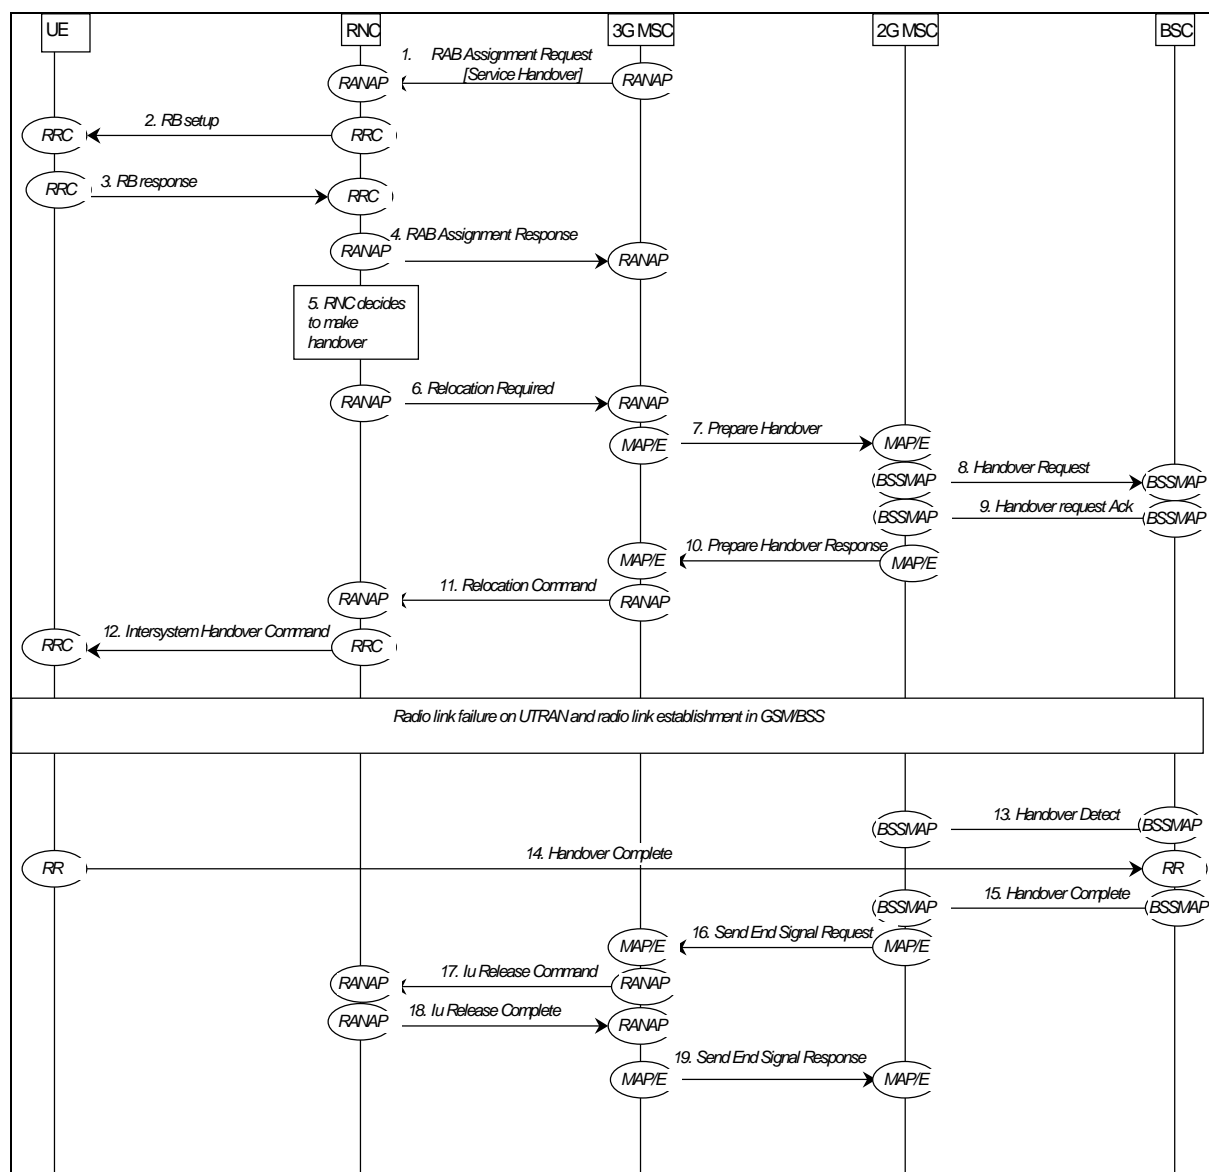 UE RNC 3G MSC 2G MSC BSC
1. RAB Assignment Request
[Service Handover]
RANAP RANAP
2. RB setup
RRC RRC
3. RB response
RRC RRC
4. RAB Assignment Response
RANAP RANAP
5. RNC decides
to make
handover
6. Relocation Required
RANAP RANAP
7. Prepare Handover
MAP/E MAP/E
8. Handover Request
BSSMAP BSSMAP
9. Handover request Ack
BSSMAP BSSMAP
10. Prepare Handover Response
MAP/E MAP/E
11. Relocation Command
RANAP RANAP
12. Intersystem Handover Command
RRC RRC
Radio link failure on UTRAN and radio link establishment in GSM/BSS
13. Handover Detect
BSSMAP BSSMAP
14. Handover Complete
RR RR
15. Handover Complete
BSSMAP BSSMAP
16. Send End Signal Request
MAP/E MAP/E
17. Iu Release Command
RANAP RANAP
18. Iu Release Complete
RANAP RANAP
19. Send End Signal Response
MAP/E MAP/E